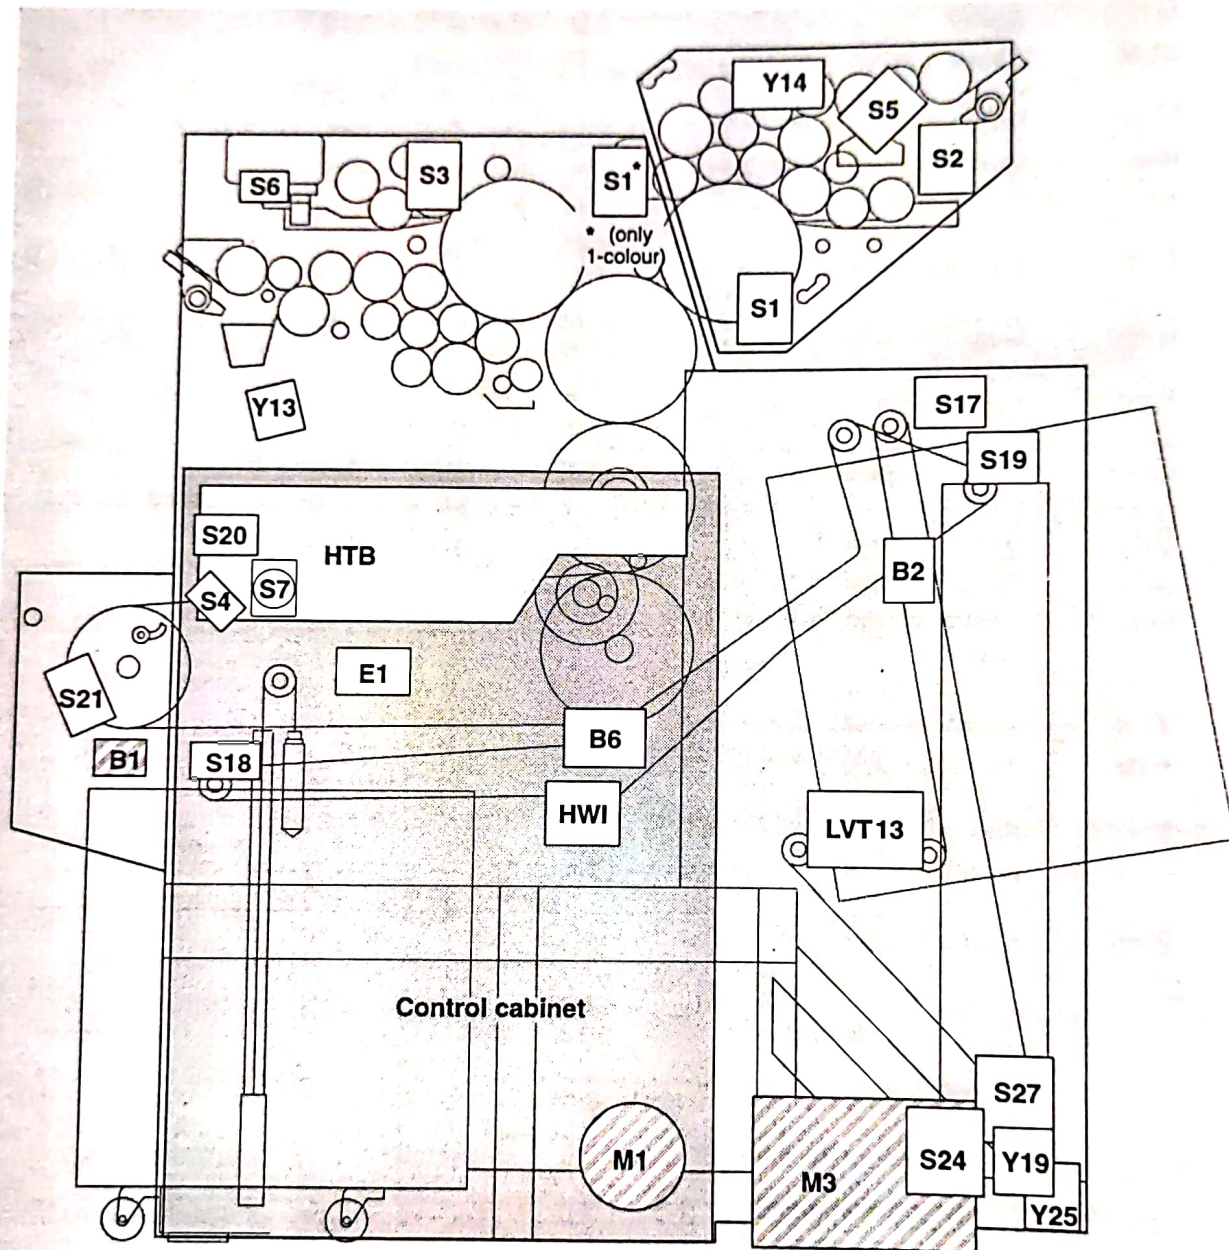 Y14
S5
S2
S6
S3
S1*
* (only
1-colour)
S1
Y13
S17
S19
S20
HTB
S4
S7
B2
E1
S21
B1
S18
B6
HWI
LVT13
Control cabinet
S27
M1
M3
S24
Y19
Y25